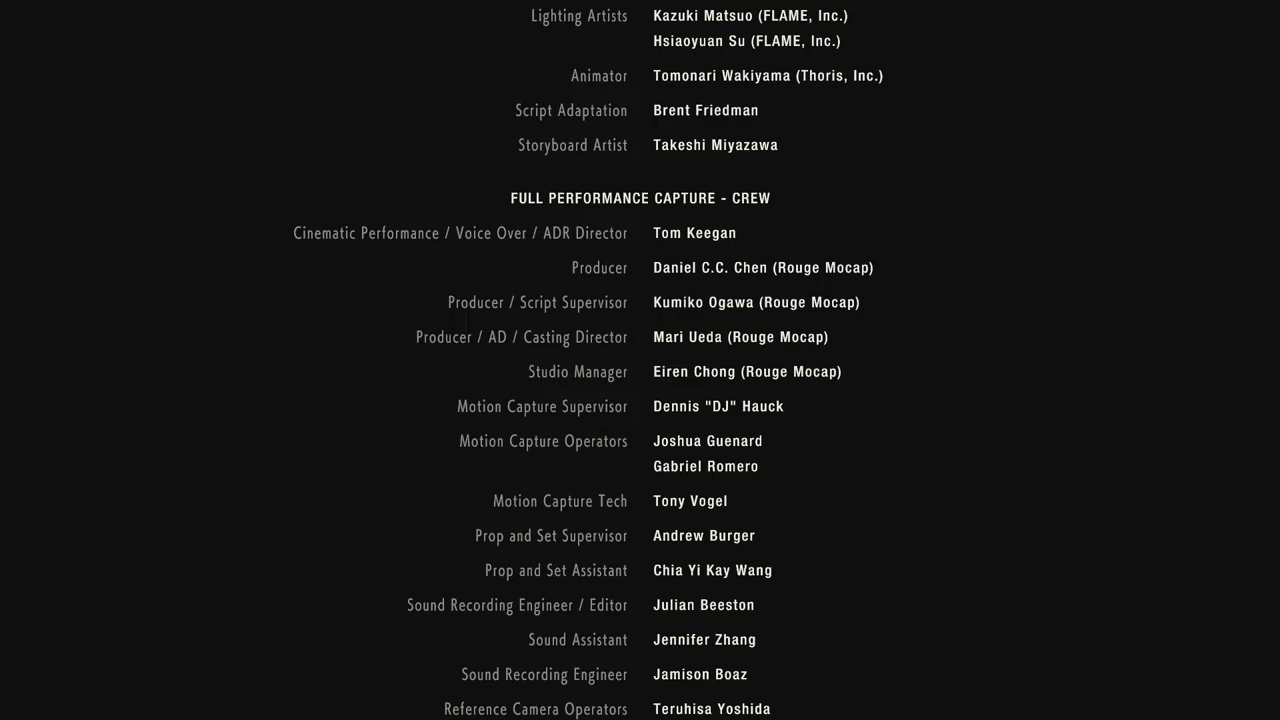 Lighting Artists Kazuki Matsuo (FLAME, Inc.)
Hsiaoyuan Su (FLAME, Inc.)
Animator Tomonari Wakiyama (Thoris, Inc.)
Script Adaptation Brent Friedman
Storyboard Artist Takeshi Miyazawa
FULL PERFORMANCE CAPTURE - CREW
Cinematic Performance / Voice Over / ADR Director Tom Keegan
Producer Daniel C.C. Chen (Rouge Mocap)
Producer / Script Supervisor Kumiko Ogawa (Rouge Mocap)
Producer / AD / Casting Director Mari Ueda (Rouge Mocap)
Studio Manager Eiren Chong (Rouge Mocap)
Motion Capture Supervisor Dennis "DJ" Hauck
Motion Capture Operators Joshua Guenard
Gabriel Romero
Motion Capture Tech Tony Vogel
Prop and Set Supervisor Andrew Burger
Prop and Set Assistant Chia Yi Kay Wang
Sound Recording Engineer / Editor Julian Beeston
Sound Assistant Jennifer Zhang
Sound Recording Engineer Jamison Boaz
Reference Camera Operators Teruhisa Yoshida